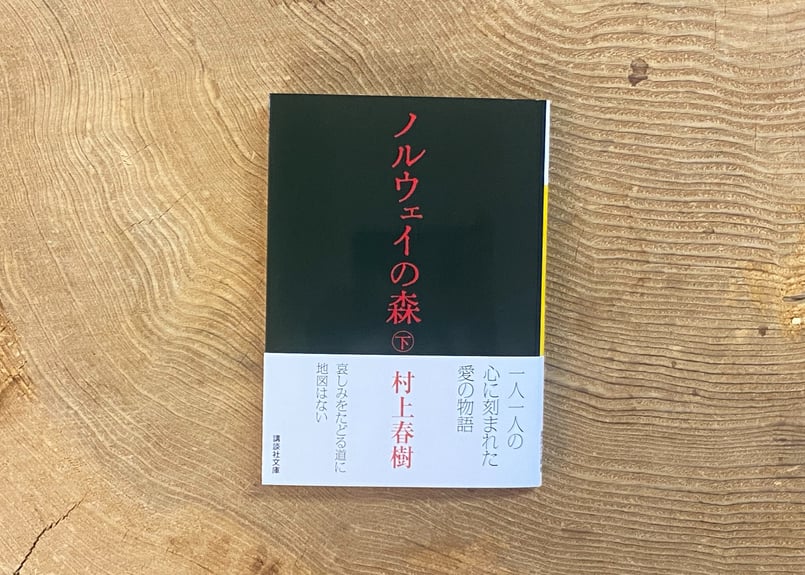 ノルウェイの森
下
村上春樹
一人一人の
心に刻まれた
愛の物語
哀しみをたどる道に
地図はない
講談社文庫